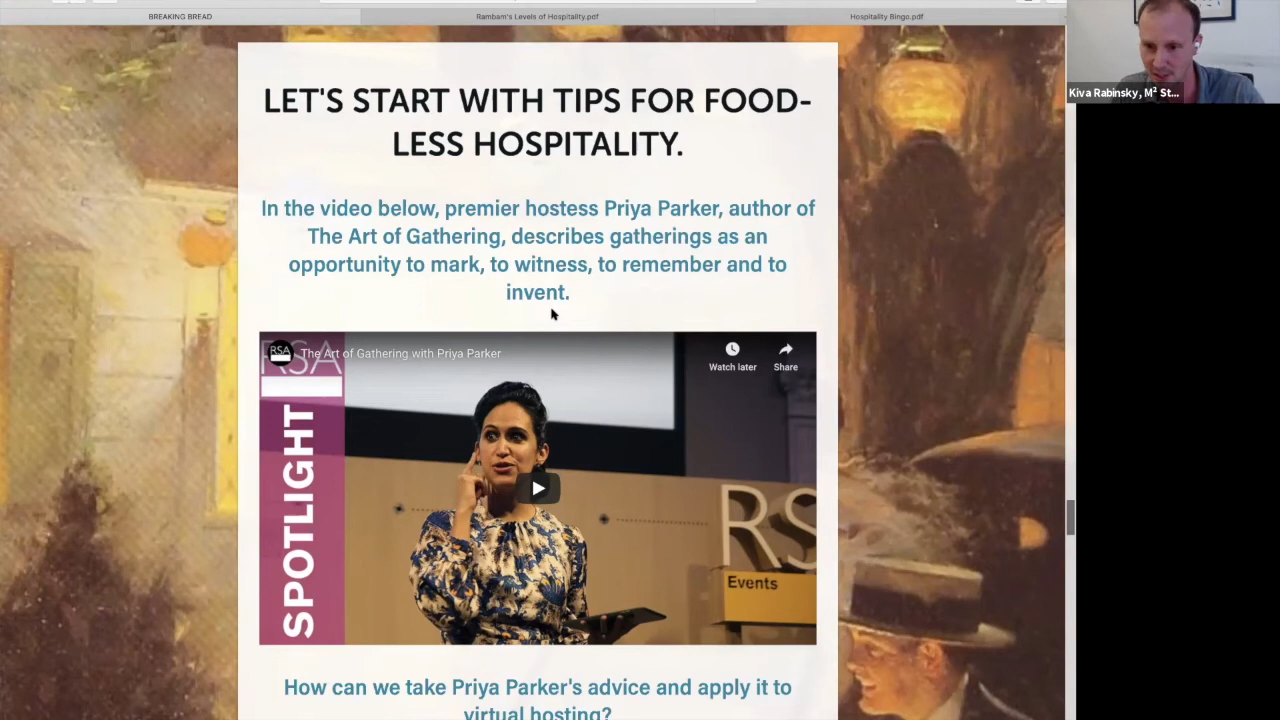 BREAKING BREAD
Rambam's Levels of Hospitality.pdf
Hospitality Bingo.pdf
Kiva Rabinsky, M² St...
LET'S START WITH TIPS FOR FOOD-
LESS HOSPITALITY.
In the video below, premier hostess Priya Parker, author of
The Art of Gathering, describes gatherings as an
opportunity to mark, to witness, to remember and to
invent.
RSA
RSA
The Art of Gathering with Priya Parker
Watch later
Share
SPOTLIGHT
RS
Events
How can we take Priya Parker's advice and apply it to
virtual hosting?